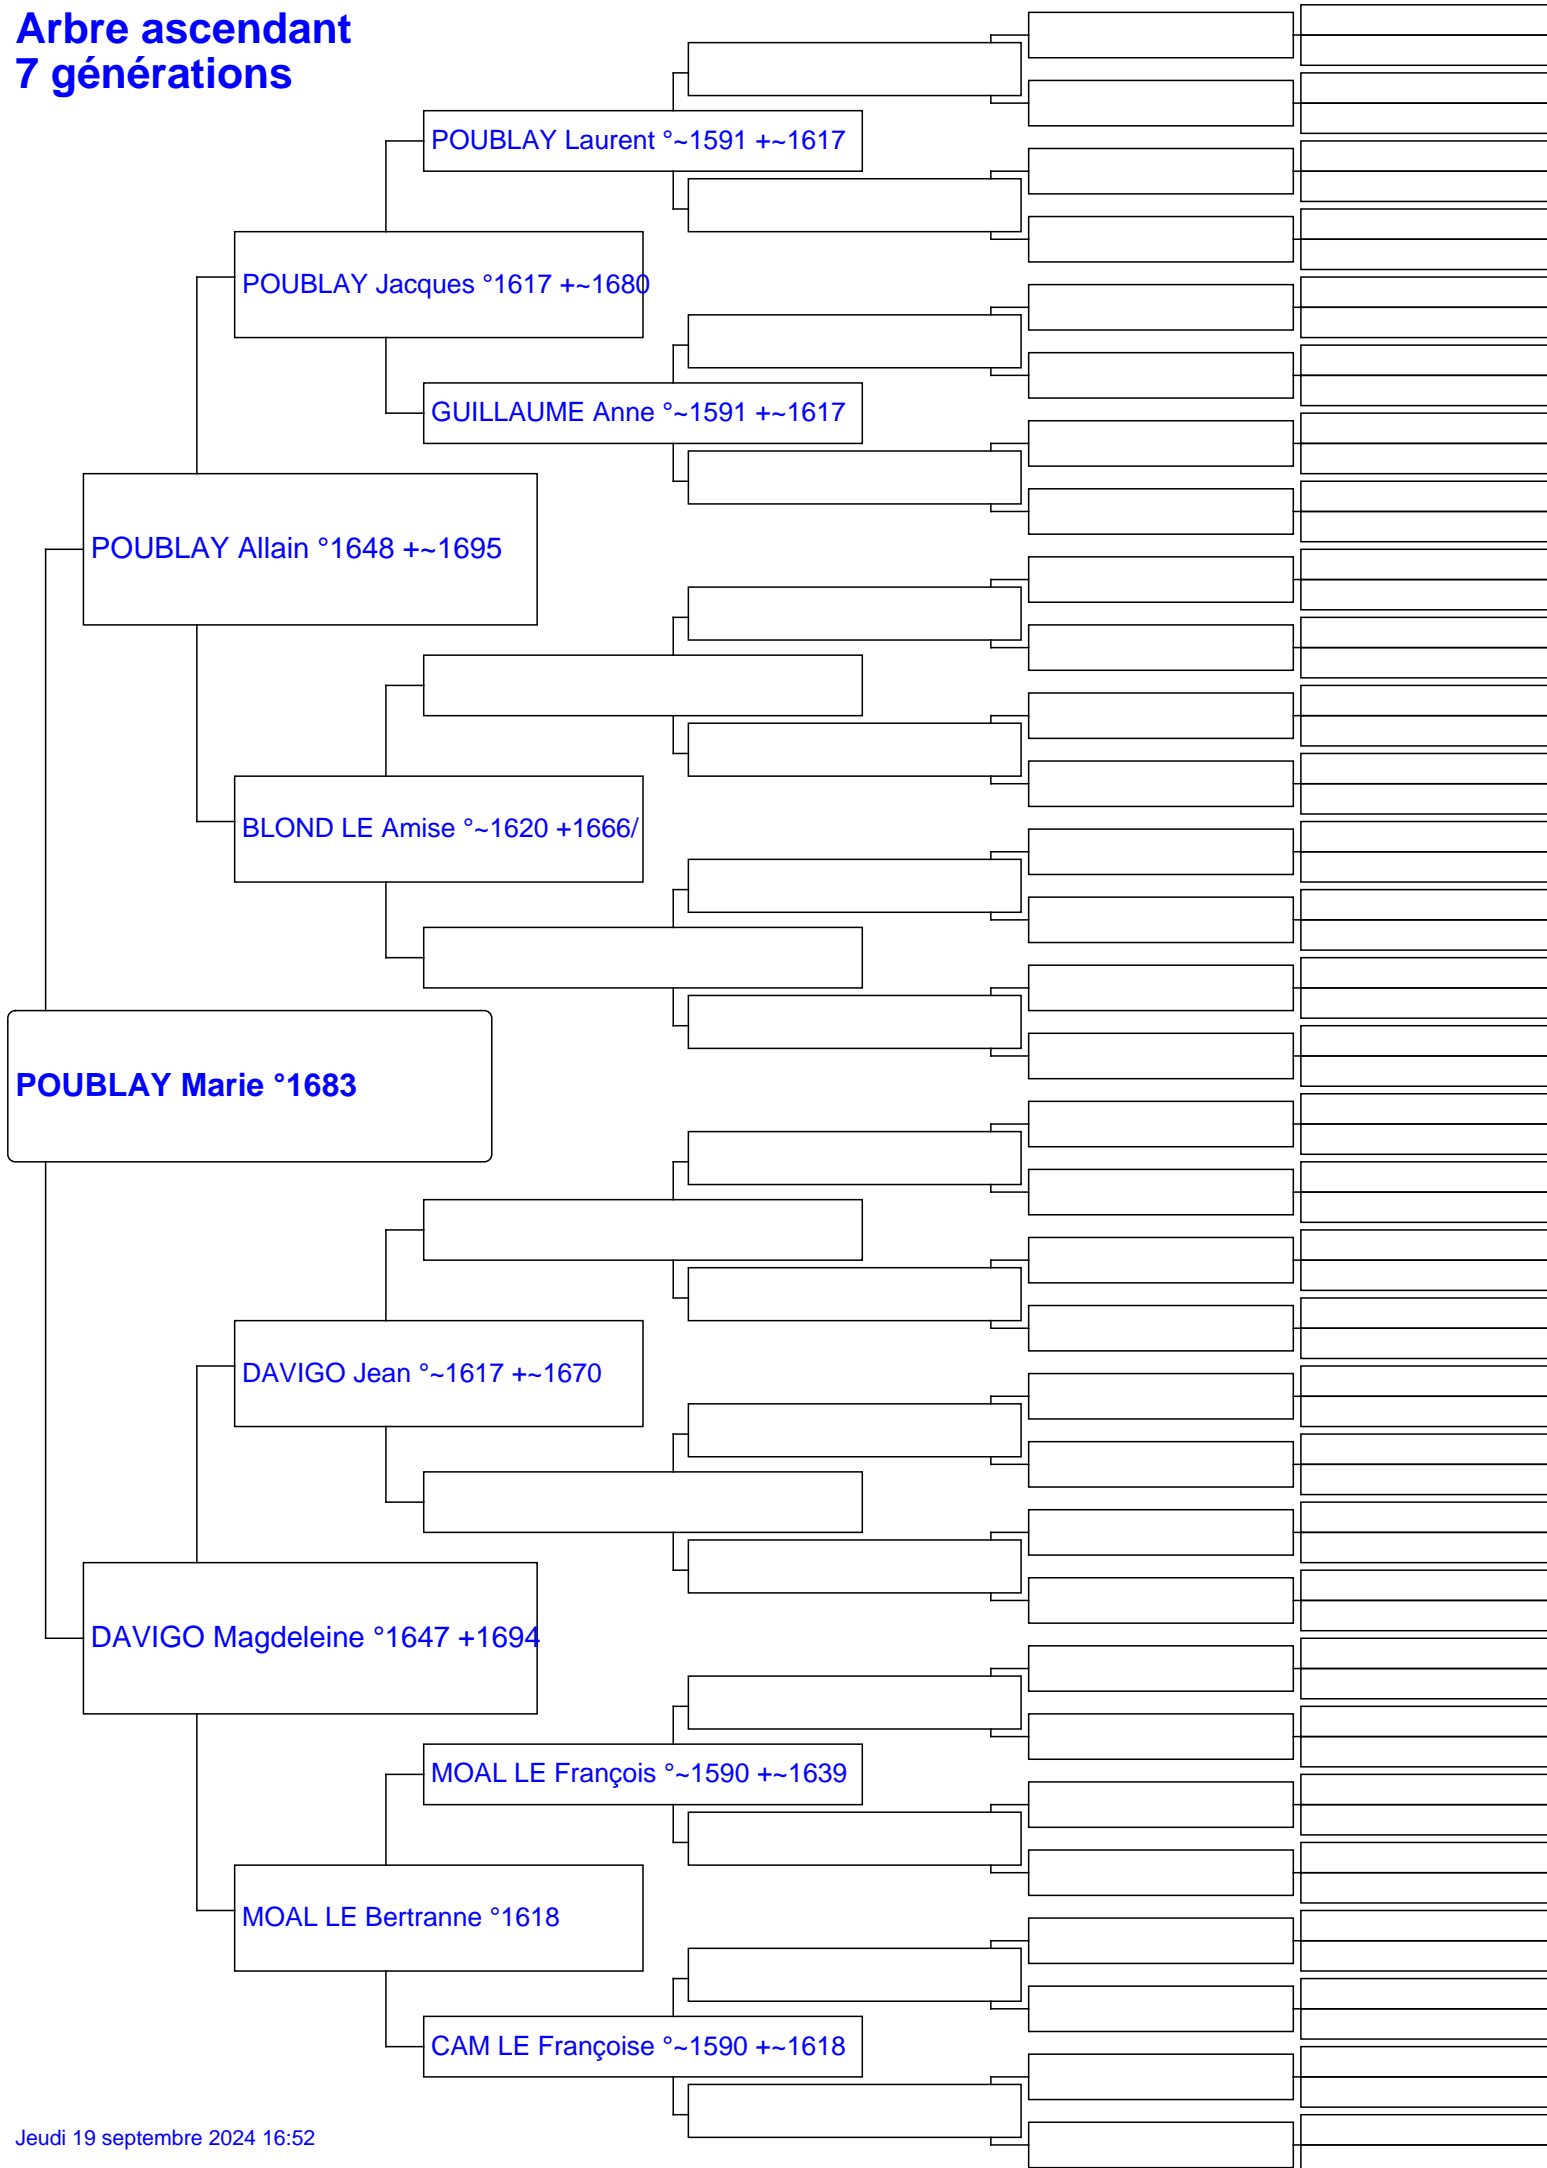 Arbre ascendant
7 générations
POUBLAY Laurent °~1591 +~1617
POUBLAY Jacques °1617 +~1680
GUILLAUME Anne °~1591 +~1617
POUBLAY Allain °1648 +~1695
BLOND LE Amise °~1620 +1666/
POUBLAY Marie °1683
DAVIGO Jean °~1617 +~1670
DAVIGO Magdeleine °1647 +1694
MOAL LE François °~1590 +~1639
MOAL LE Bertranne °1618
CAM LE Françoise °~1590 +~1618
Jeudi 19 septembre 2024 16:52